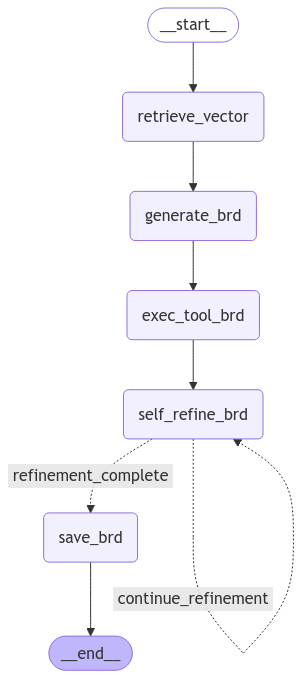 __start__
retrieve_vector
generate_brd
exec_tool_brd
self_refine_brd
refinement_complete
save_brd
continue_refinement
__end__